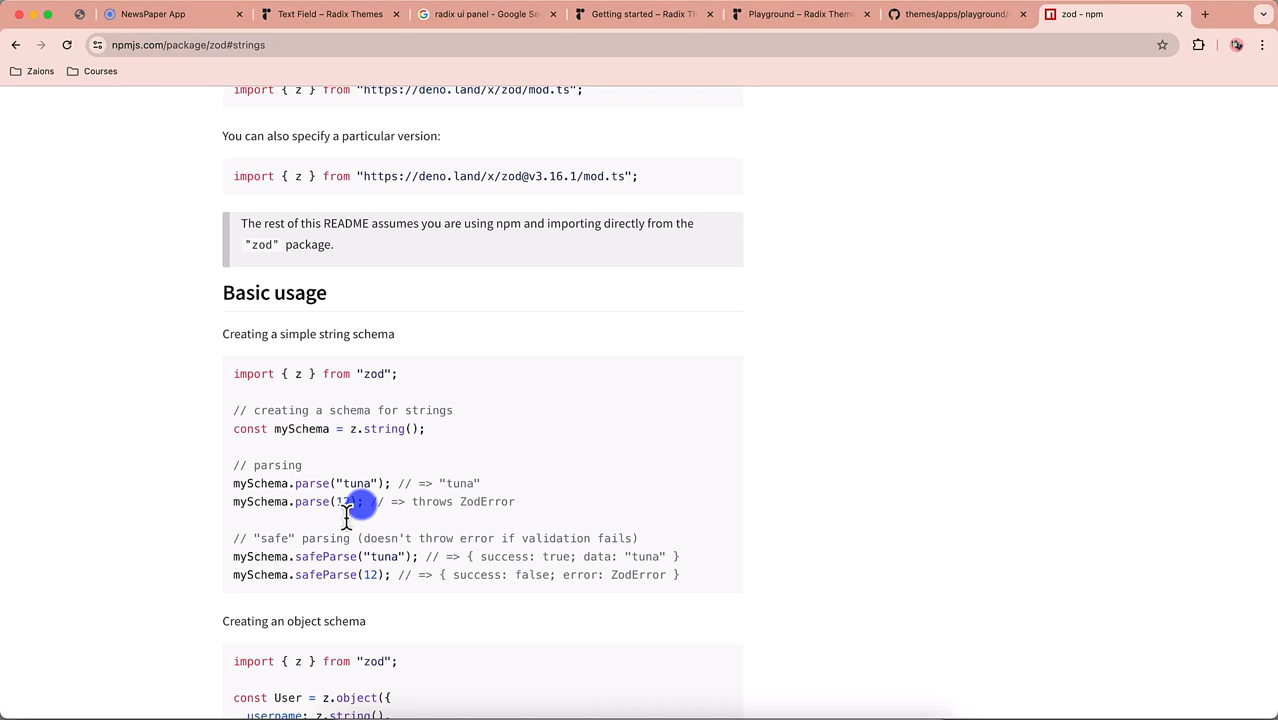 NewsPaper App
Text Field – Radix Themes
radix ui panel - Google Se
Getting started – Radix Th
Playground – Radix Theme
themes/apps/playground/
zod - npm
npmjs.com/package/zod#strings
Zaions
Courses
import { z } from "https://deno.land/x/zod/mod.ts";
You can also specify a particular version:
import { z } from "https://deno.land/x/zod@v3.16.1/mod.ts";
The rest of this README assumes you are using npm and importing directly from the
"zod" package.
Basic usage
Creating a simple string schema
import { z } from "zod";
// creating a schema for strings
const mySchema = z.string();
// parsing
mySchema.parse("tuna"); // => "tuna"
mySchema.parse(12); // => throws ZodError
// "safe" parsing (doesn't throw error if validation fails)
mySchema.safeParse("tuna"); // => { success: true; data: "tuna" }
mySchema.safeParse(12); // => { success: false; error: ZodError }
Creating an object schema
import { z } from "zod";
const User = z.object({
username: z.string(),